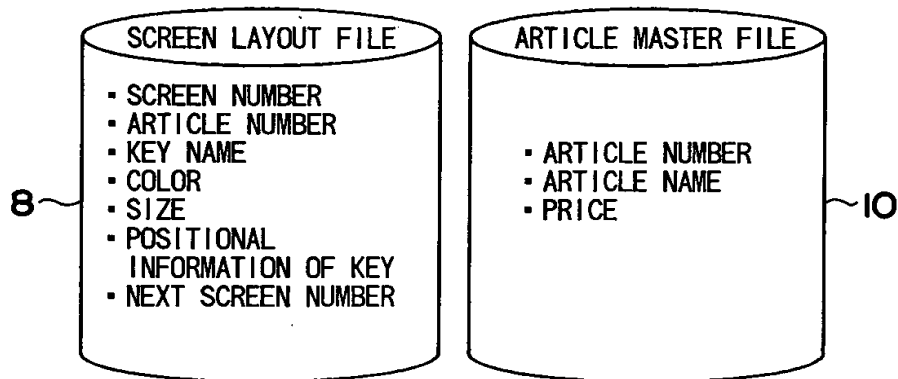 SCREEN LAYOUT FILE
▪ SCREEN NUMBER
▪ ARTICLE NUMBER
▪ KEY NAME
▪ COLOR
▪ SIZE
▪ POSITIONAL
INFORMATION OF KEY
▪ NEXT SCREEN NUMBER
8
ARTICLE MASTER FILE
▪ ARTICLE NUMBER
▪ ARTICLE NAME
▪ PRICE
10